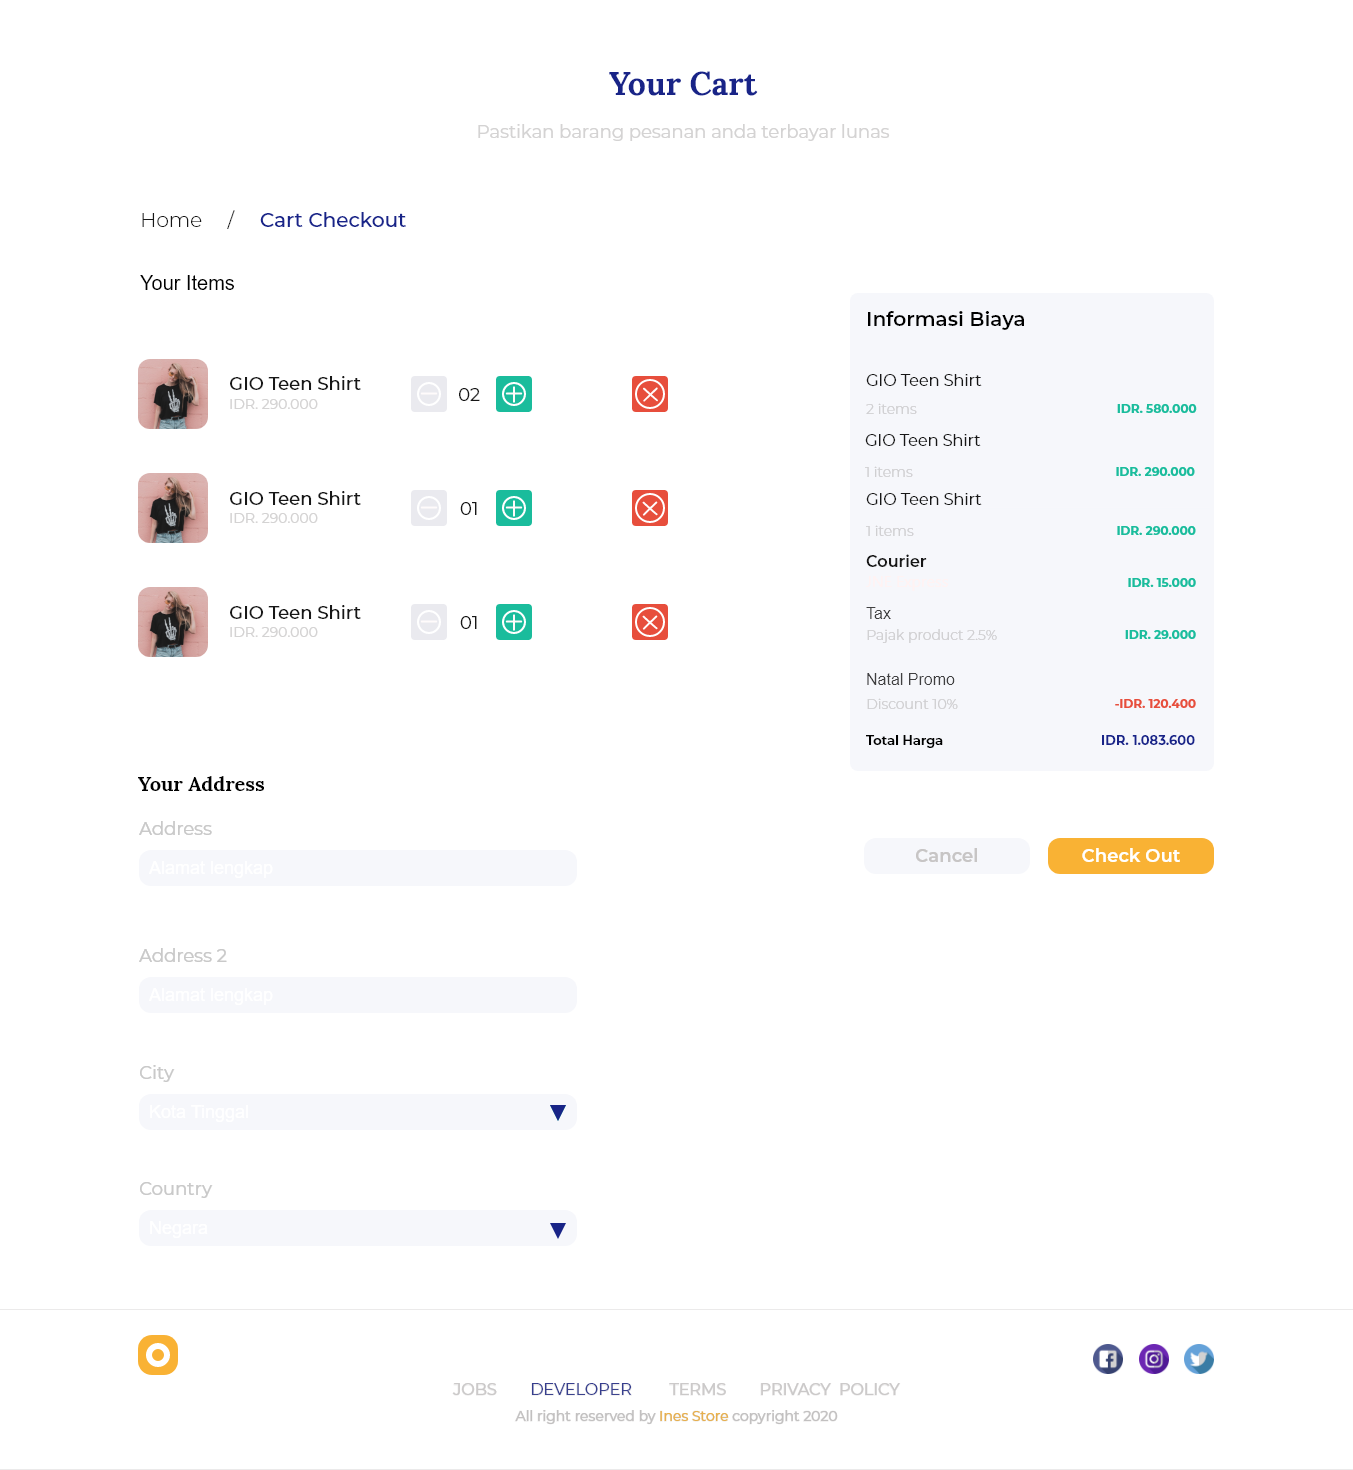 Your Cart
Pastikan barang pesanan anda terbayar lunas
Home / Cart Checkout
Your Items
GIO Teen Shirt
IDR. 290.000
02
GIO Teen Shirt
IDR. 290.000
01
GIO Teen Shirt
IDR. 290.000
01
Informasi Biaya
GIO Teen Shirt
2 items IDR. 580.000
GIO Teen Shirt
1 items IDR. 290.000
GIO Teen Shirt
1 items IDR. 290.000
Courier
IDR. 15.000
Tax
Pajak product 2.5% IDR. 29.000
Natal Promo
Discount 10% -IDR. 120.400
Total Harga IDR. 1.083.600
Cancel Check Out
Your Address
Address
Alamat lengkap
Address 2
Alamat lengkap
City
Kota Tinggal
Country
Negara
JOBS DEVELOPER TERMS PRIVACY POLICY
All right reserved by Ines Store copyright 2020